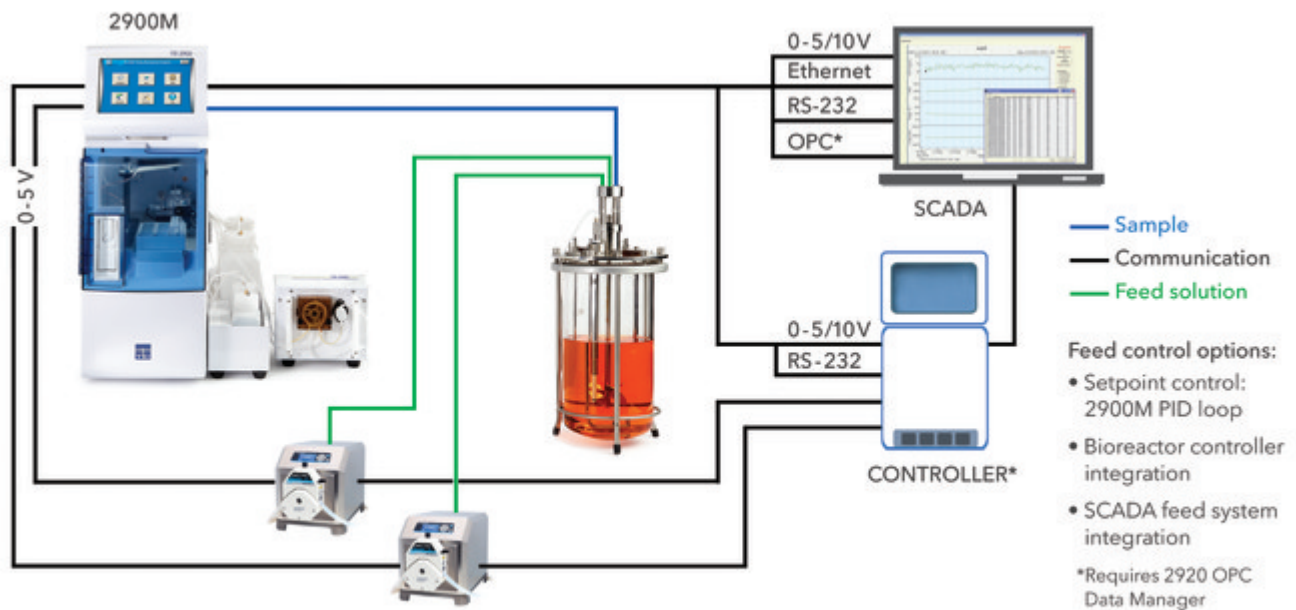 2900M
0-5/10V
Ethernet
RS-232
OPC*
0-5 V
SCADA
Sample
Communication
Feed solution
0-5/10V
RS-232
CONTROLLER*
Feed control options:
• Setpoint control:
2900M PID loop
• Bioreactor controller
integration
• SCADA feed system
integration
*Requires 2920 OPC
Data Manager